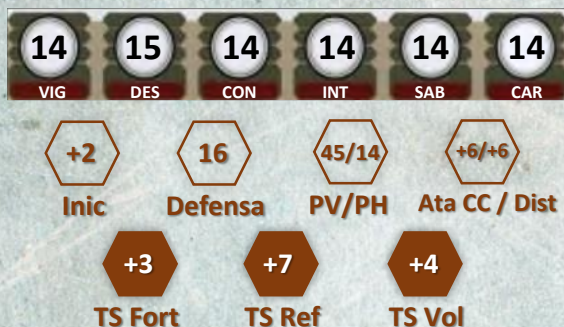 14 15 14 14 14 14
VIG DES CON INT SAB CAR
+2 16 45/14 +6/+6
Inic Defensa PV/PH Ata CC / Dist
+3 +7 +4
TS Fort TS Ref TS Vol